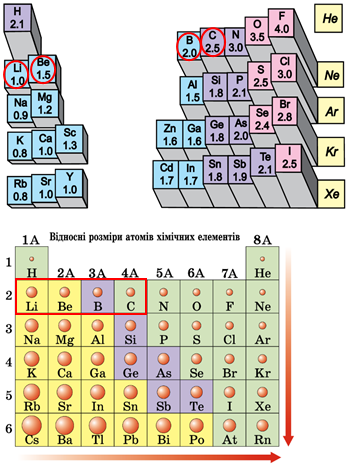 H
2.1
Li
1.0
Be
1.5
Na
0.9
Mg
1.2
K
0.8
Ca
1.0
Sc
1.3
Rb
0.8
Sr
1.0
Y
1.0
B
2.0
C
2.5
N
3.0
O
3.5
F
4.0
He
Al
1.5
Si
1.8
P
2.1
S
2.5
Cl
3.0
Ne
Zn
1.6
Ga
1.6
Ge
1.8
As
2.0
Se
2.4
Br
2.8
Ar
Cd
1.7
In
1.7
Sn
1.8
Sb
1.9
Te
2.1
I
2.5
Kr
Xe
Відносні розміри атомів хімічних елементів
1A 8A
2A 3A 4A 5A 6A 7A
1 H He
2 Li Be B C N O F Ne
3 Na Mg Al Si P S Cl Ar
4 K Ca Ga Ge As Se Br Kr
5 Rb Sr In Sn Sb Te I Xe
6 Cs Ba Tl Pb Bi Po At Rn